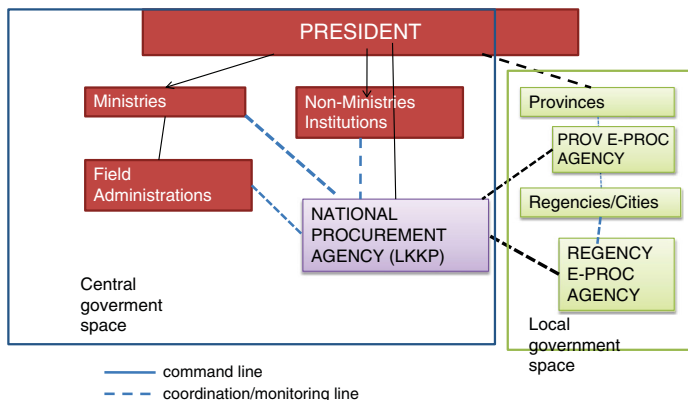 PRESIDENT
Ministries
Non-Ministries
Institutions
Provinces
PROV E-PROC
AGENCY
Field
Administrations
Regencies/Cities
NATIONAL
PROCUREMENT
AGENCY (LKKP)
REGENCY
E-PROC
AGENCY
Central
goverment
space
Local
government
space
command line
coordination/monitoring line